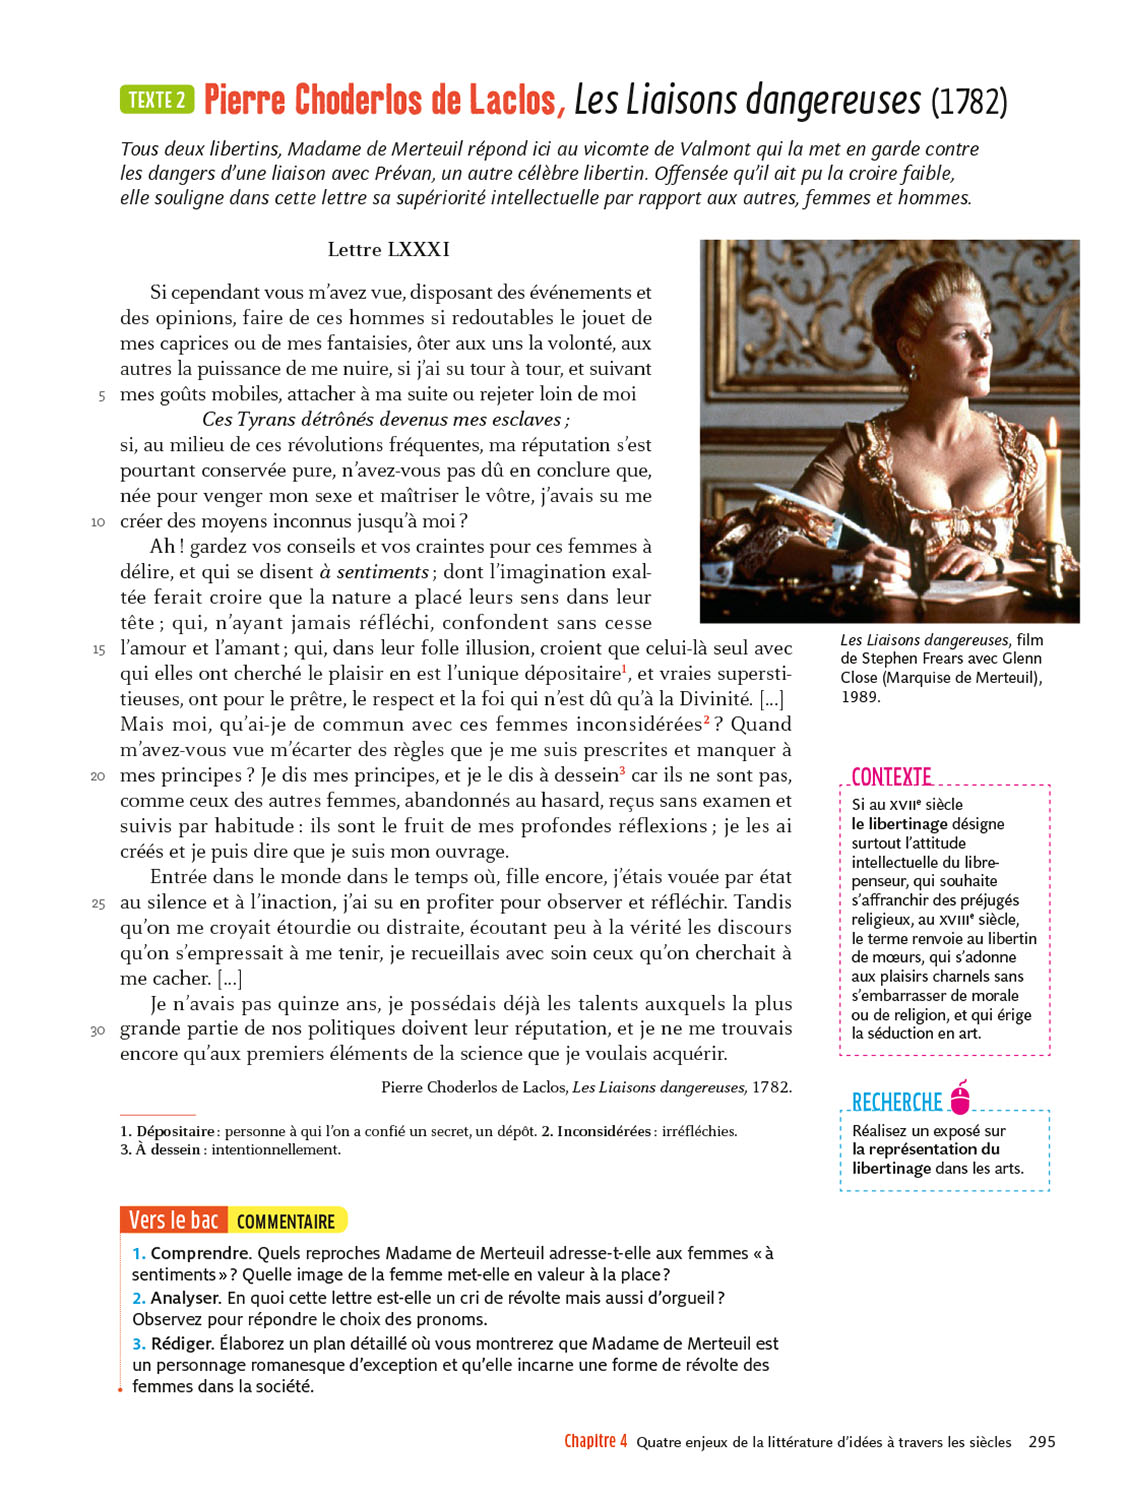 TEXTE 2 Pierre Choderlos de Laclos, Les Liaisons dangereuses (1782)
Tous deux libertins, Madame de Merteuil répond ici au vicomte de Valmont qui la met en garde contre
les dangers d'une liaison avec Prévan, un autre célèbre libertin. Offensée qu'il ait pu la croire faible,
elle souligne dans cette lettre sa supériorité intellectuelle par rapport aux autres, femmes et hommes.
Lettre LXXXI
Si cependant vous m'avez vue, disposant des événements et
des opinions, faire de ces hommes si redoutables le jouet de
mes caprices ou de mes fantaisies, ôter aux uns la volonté, aux
autres la puissance de me nuire, si j'ai su tour à tour, et suivant
5 mes goûts mobiles, attacher à ma suite ou rejeter loin de moi
Ces Tyrans détrônés devenus mes esclaves ;
si, au milieu de ces révolutions fréquentes, ma réputation s'est
pourtant conservée pure, n'avez-vous pas dû en conclure que,
née pour venger mon sexe et maîtriser le vôtre, j'avais su me
10 créer des moyens inconnus jusqu'à moi ?
Ah ! gardez vos conseils et vos craintes pour ces femmes à
délire, et qui se disent à sentiments ; dont l'imagination exal-
tée ferait croire que la nature a placé leurs sens dans leur
tête ; qui, n'ayant jamais réfléchi, confondent sans cesse
15 l'amour et l'amant ; qui, dans leur folle illusion, croient que celui-là seul avec
qui elles ont cherché le plaisir en est l'unique dépositaire1, et vraies supersti-
tieuses, ont pour le prêtre, le respect et la foi qui n'est dû qu'à la Divinité. [...]
Mais moi, qu'ai-je de commun avec ces femmes inconsidérées2 ? Quand
m'avez-vous vue m'écarter des règles que je me suis prescrites et manquer à
20 mes principes ? Je dis mes principes, et je le dis à dessein3 car ils ne sont pas,
comme ceux des autres femmes, abandonnés au hasard, reçus sans examen et
suivis par habitude : ils sont le fruit de mes profondes réflexions ; je les ai
créés et je puis dire que je suis mon ouvrage.
Entrée dans le monde dans le temps où, fille encore, j'étais vouée par état
25 au silence et à l'inaction, j'ai su en profiter pour observer et réfléchir. Tandis
qu'on me croyait étourdie ou distraite, écoutant peu à la vérité les discours
qu'on s'empressait à me tenir, je recueillais avec soin ceux qu'on cherchait à
me cacher. [...]
Je n'avais pas quinze ans, je possédais déjà les talents auxquels la plus
30 grande partie de nos politiques doivent leur réputation, et je ne me trouvais
encore qu'aux premiers éléments de la science que je voulais acquérir.
Pierre Choderlos de Laclos, Les Liaisons dangereuses, 1782.
1. Dépositaire : personne à qui l'on a confié un secret, un dépôt. 2. Inconsidérées : irréfléchies.
3. À dessein : intentionnellement.
Les Liaisons dangereuses, film
de Stephen Frears avec Glenn
Close (Marquise de Merteuil),
1989.
CONTEXTE
Si au XVIIe siècle
le libertinage désigne
surtout l'attitude
intellectuelle du libre-
penseur, qui souhaite
s'affranchir des préjugés
religieux, au XVIIIe siècle,
le terme renvoie au libertin
de mœurs, qui s'adonne
aux plaisirs charnels sans
s'embarrasser de morale
ou de religion, et qui érige
la séduction en art.
RECHERCHE
Réalisez un exposé sur
la représentation du
libertinage dans les arts.
Vers le bac COMMENTAIRE
1. Comprendre. Quels reproches Madame de Merteuil adresse-t-elle aux femmes « à
sentiments » ? Quelle image de la femme met-elle en valeur à la place ?
2. Analyser. En quoi cette lettre est-elle un cri de révolte mais aussi d'orgueil ?
Observez pour répondre le choix des pronoms.
3. Rédiger. Élaborez un plan détaillé où vous montrerez que Madame de Merteuil est
un personnage romanesque d'exception et qu'elle incarne une forme de révolte des
femmes dans la société.
Chapitre 4 Quatre enjeux de la littérature d'idées à travers les siècles 295